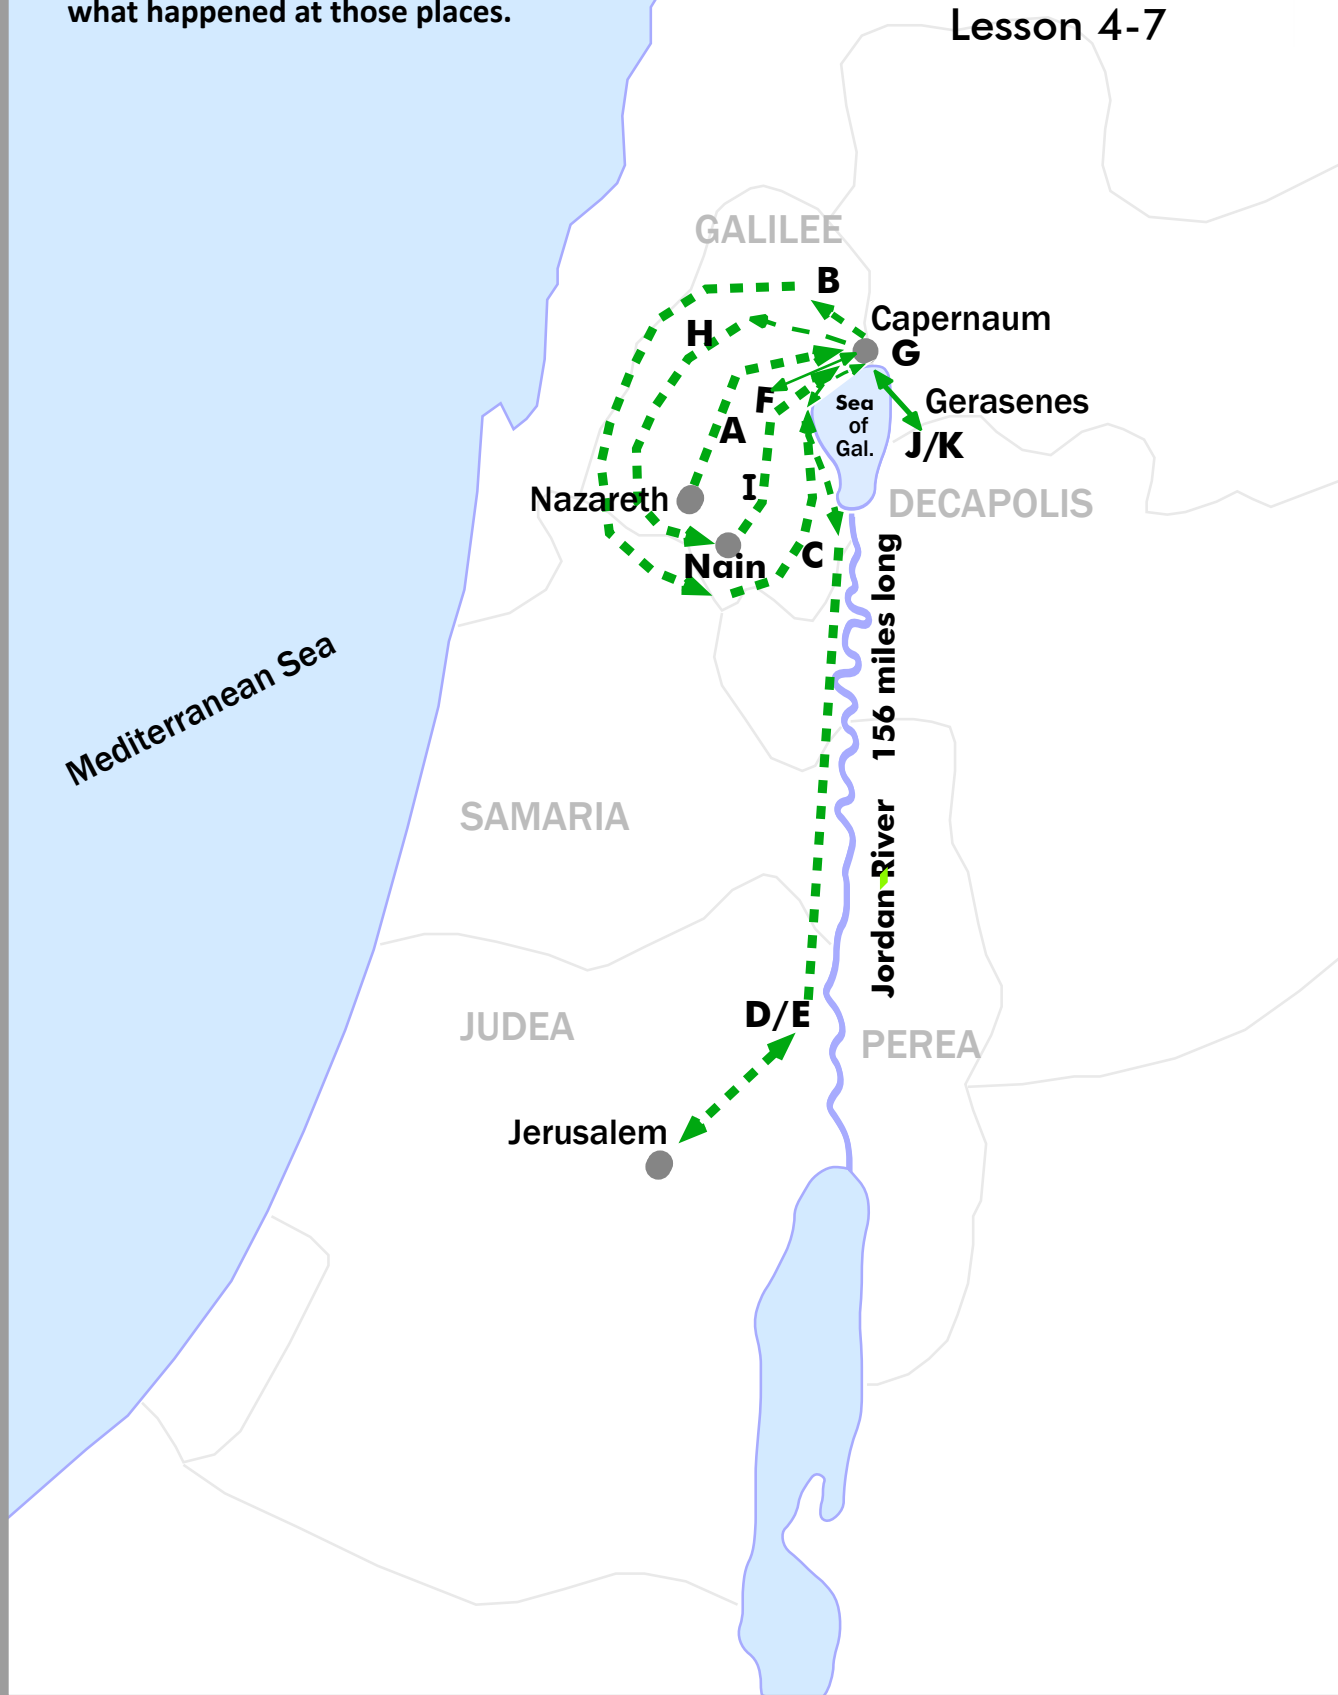 what happened at those places.
Lesson 4-7
GALILEE
B
Capernaum
H
G
F
Sea
of
Gal.
Gerasenes
A
J/K
I
Nazareth
DECAPOLIS
C
Nain
Mediterranean Sea
Jordan River 156 miles long
SAMARIA
D/E
JUDEA
PEREA
Jerusalem